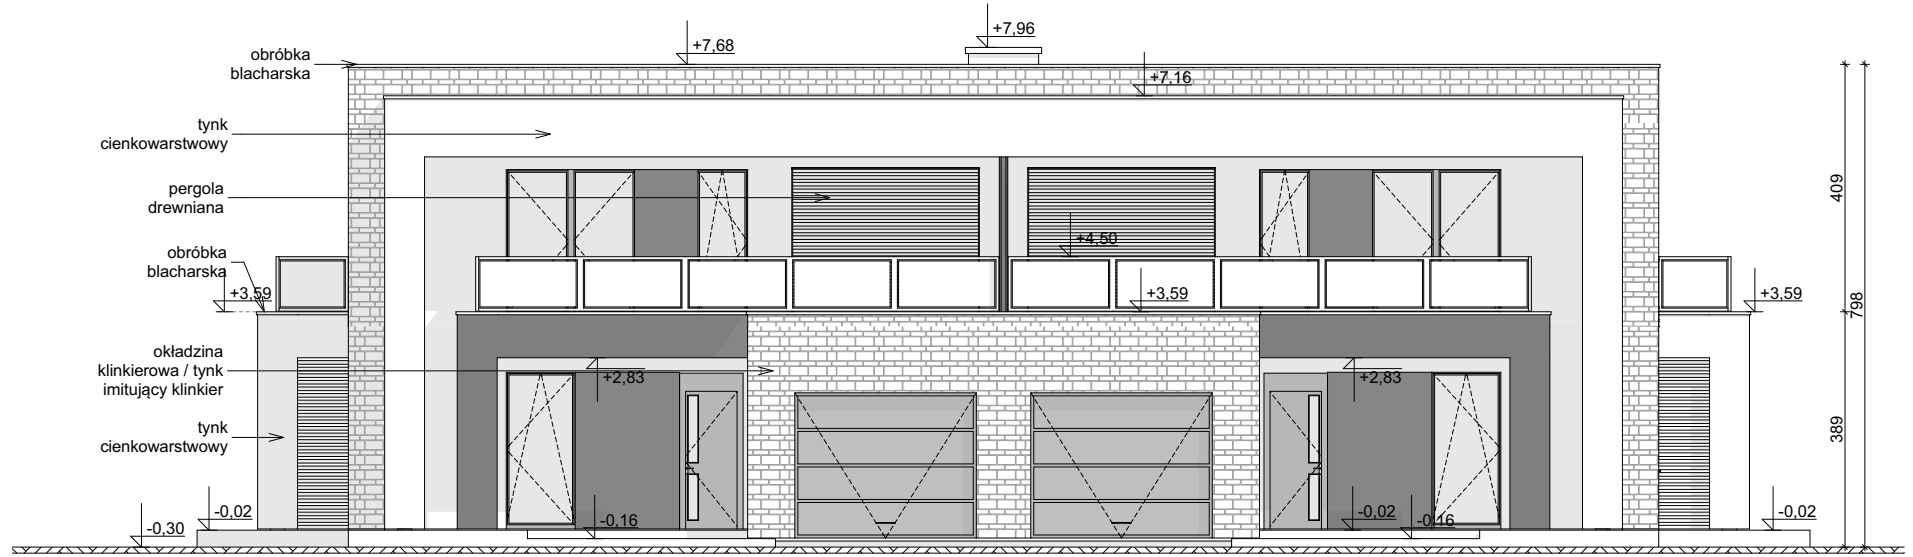 +7,96
+7,68
obróbka
blacharska
+7,16
tynk
cienkowarstwowy
pergola
drewniana
409
+4,50
obróbka
blacharska
+3,59
+3,59
+3,59
798
okładzina
klinkierowa / tynk
imitujący klinkier
+2,83
+2,83
389
tynk
cienkowarstwowy
-0,30
-0,02
-0,16
-0,02
-0,16
-0,02